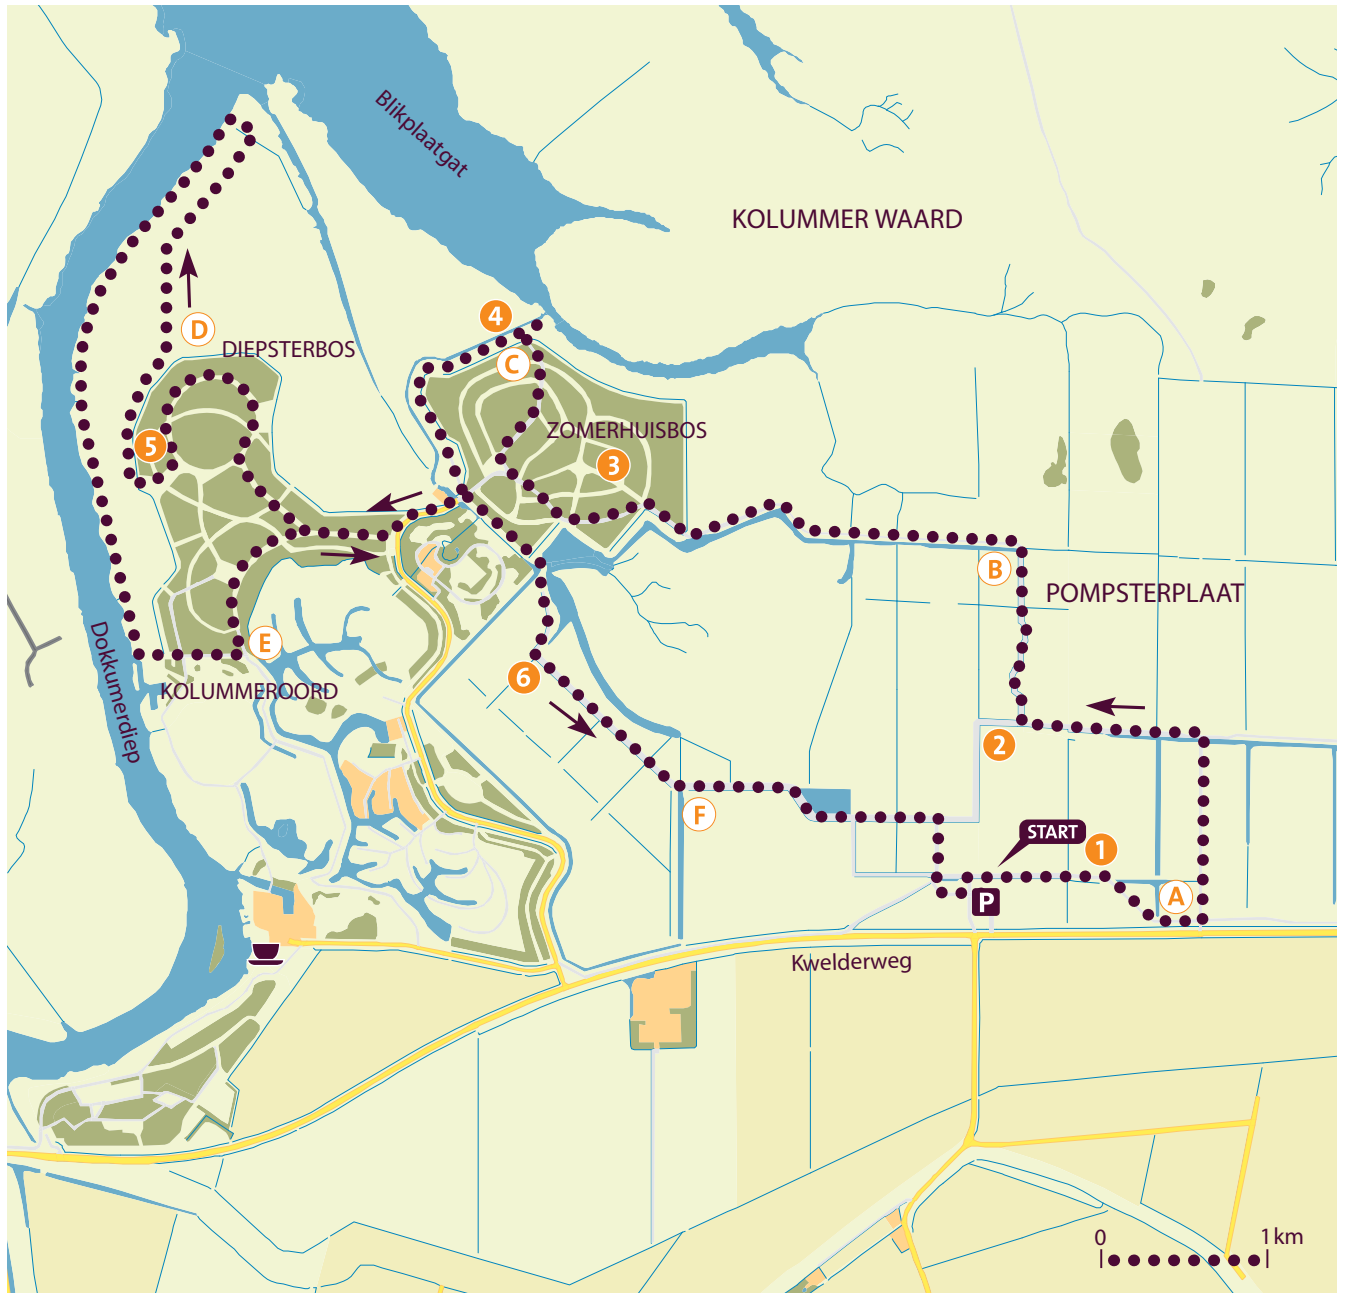 Blikplaatgat
KOLUMMER WAARD
4
D
DIEPSTERBOS
C
ZOMERHUISBOS
5
3
B
POMPSTERPLAAT
E
Dokkumerdiep
6
KOLUMMEROORD
2
F
START
1
A
P
Kwelderweg
0
1 km